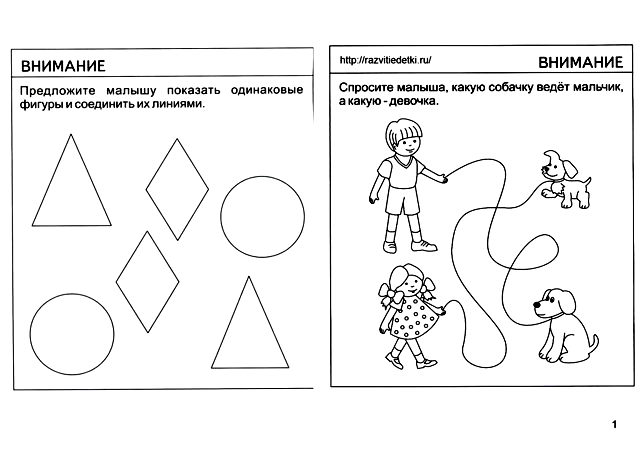 ВНИМАНИЕ
Предложите малышу показать одинаковые
фигуры и соединить их линиями.
http://razvitiedetki.ru/
ВНИМАНИЕ
Спросите малыша, какую собачку ведёт мальчик,
а какую - девочка.
1